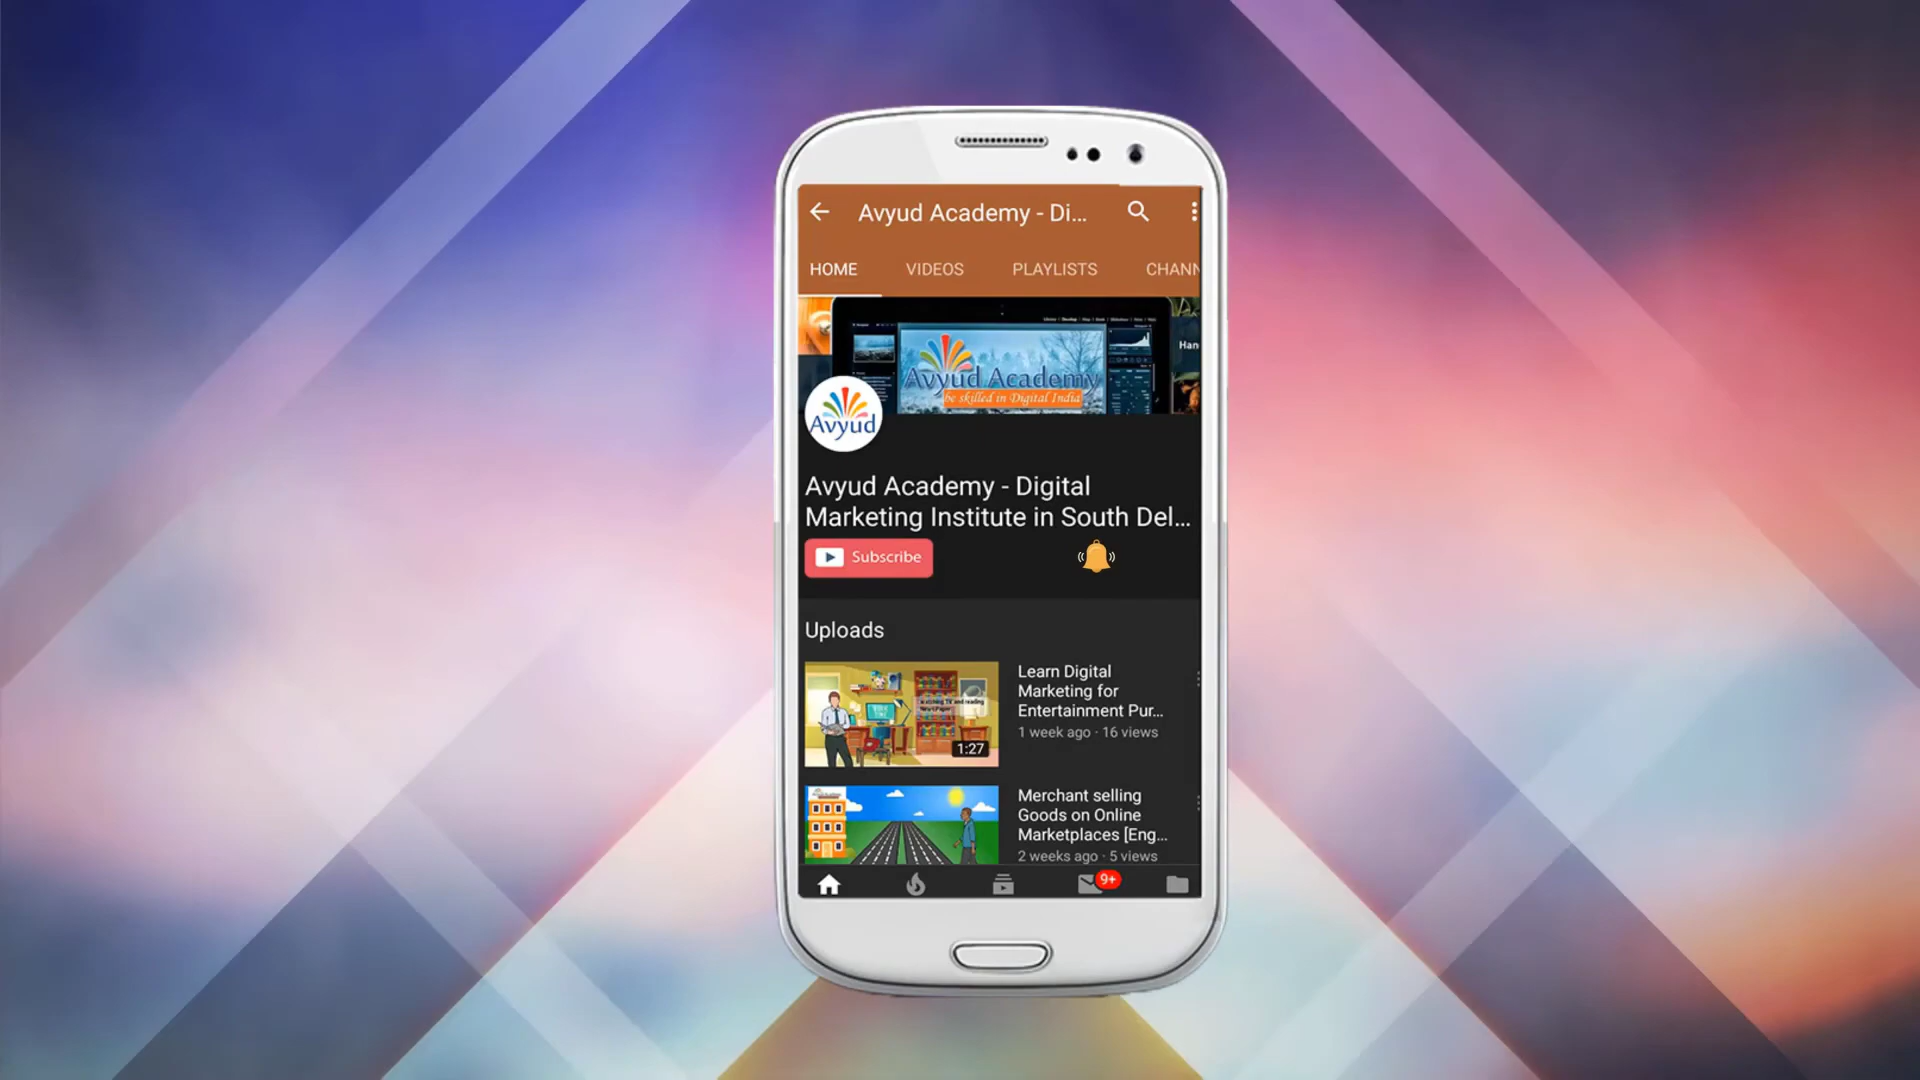 Avyud Academy - Di...
HOME VIDEOS PLAYLISTS CHANN
Han
Avyud Academy
be skilled in Digital India
Avyud
Avyud Academy - Digital
Marketing Institute in South Del...
Subscribe
Uploads
Learn Digital
Marketing for
Entertainment Pur...
1 week ago · 16 views
1:27
Merchant selling
Goods on Online
Marketplaces [Eng...
2 weeks ago · 5 views
9+